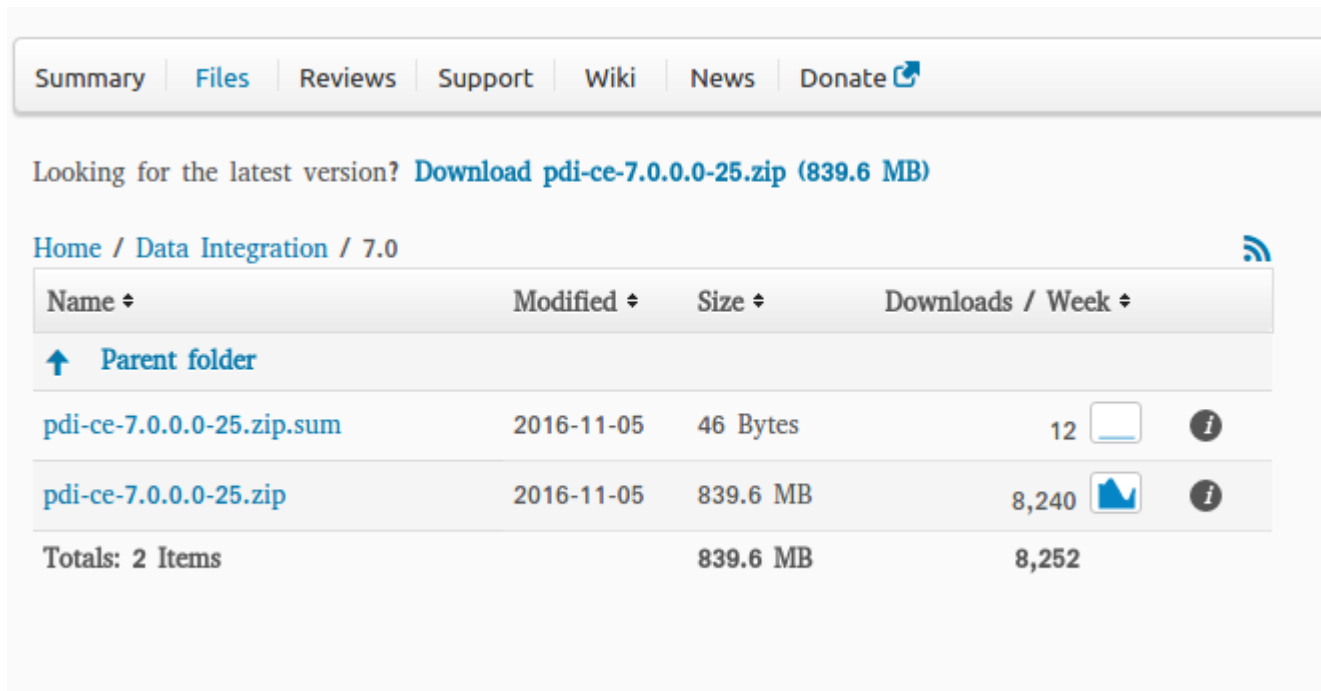 Summary Files Reviews Support Wiki News Donate
Looking for the latest version? Download pdi-ce-7.0.0.0-25.zip (839.6 MB)
Home / Data Integration / 7.0
Name Modified Size Downloads / Week
Parent folder
pdi-ce-7.0.0.0-25.zip.sum 2016-11-05 46 Bytes 12
pdi-ce-7.0.0.0-25.zip 2016-11-05 839.6 MB 8,240
Totals: 2 Items 839.6 MB 8,252